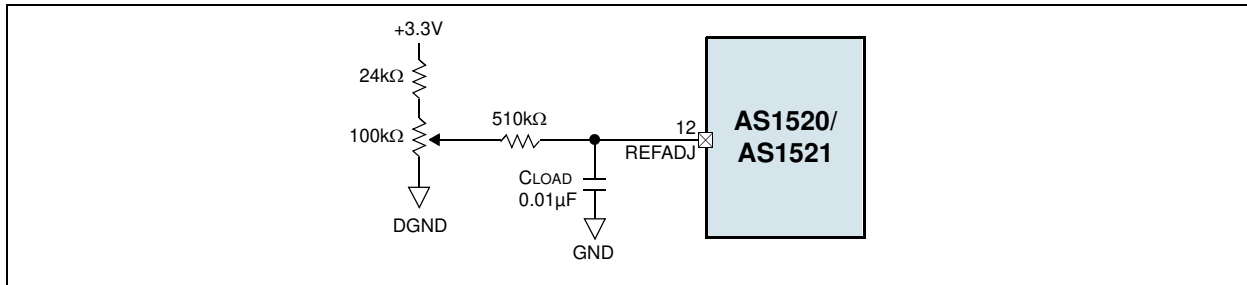 +3.3V
24kΩ
100kΩ
510kΩ
12
REFADJ
AS1520/
AS1521
CLOAD
0.01µF
DGND
GND